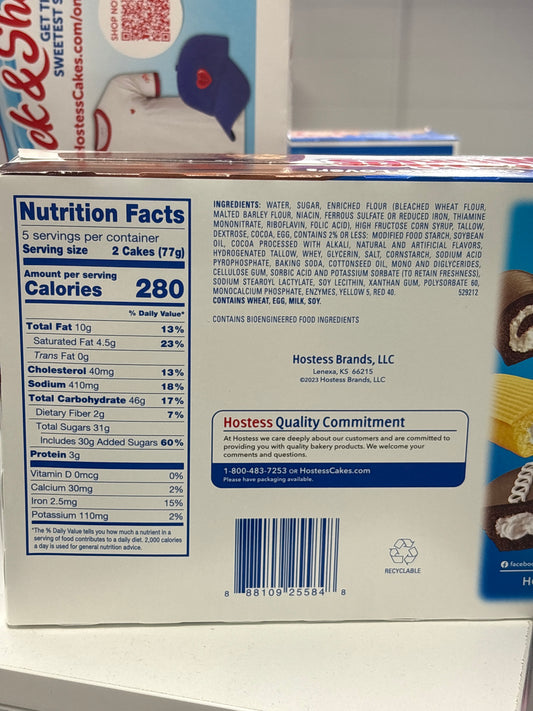 ck&Sha
GET TH
SWEETEST S
HostessCakes.com/on
SHOP NO
Nutrition Facts
5 servings per container
Serving size 2 Cakes (77g)
Amount per serving
Calories 280
% Daily Value*
Total Fat 10g 13%
Saturated Fat 4.5g 23%
Trans Fat 0g
Cholesterol 40mg 13%
Sodium 410mg 18%
Total Carbohydrate 46g 17%
Dietary Fiber 2g 7%
Total Sugars 31g
Includes 30g Added Sugars 60%
Protein 3g
Vitamin D 0mcg 0%
Calcium 30mg 2%
Iron 2.5mg 15%
Potassium 110mg 2%
*The % Daily Value tells you how much a nutrient in a
serving of food contributes to a daily diet. 2,000 calories
a day is used for general nutrition advice.
INGREDIENTS: WATER, SUGAR, ENRICHED FLOUR (BLEACHED WHEAT FLOUR,
MALTED BARLEY FLOUR, NIACIN, FERROUS SULFATE OR REDUCED IRON, THIAMINE
MONONITRATE, RIBOFLAVIN, FOLIC ACID), HIGH FRUCTOSE CORN SYRUP, TALLOW,
DEXTROSE, COCOA, EGG, CONTAINS 2% OR LESS: MODIFIED FOOD STARCH, SOYBEAN
OIL, COCOA PROCESSED WITH ALKALI, NATURAL AND ARTIFICIAL FLAVORS,
HYDROGENATED TALLOW, WHEY, GLYCERIN, SALT, CORNSTARCH, SODIUM ACID
PYROPHOSPHATE, BAKING SODA, COTTONSEED OIL, MONO AND DIGLYCERIDES,
CELLULOSE GUM, SORBIC AND POTASSIUM SORBATE (TO RETAIN FRESHNESS),
SODIUM STEAROYL LACTYLATE, SOY LECITHIN, XANTHAN GUM, POLYSORBATE 60,
MONOCALCIUM PHOSPHATE, ENZYMES, YELLOW 5, RED 40. 529212
CONTAINS WHEAT, EGG, MILK, SOY.
CONTAINS BIOENGINEERED FOOD INGREDIENTS
Hostess Brands, LLC
Lenexa, KS 66215
©2023 Hostess Brands, LLC
Hostess Quality Commitment
At Hostess we care deeply about our customers and are committed to
providing you with quality bakery products. We welcome your
comments and questions.
1-800-483-7253 OR HostessCakes.com
Please have packaging available.
8 88109 25584 8
RECYCLABLE
faceboo
H